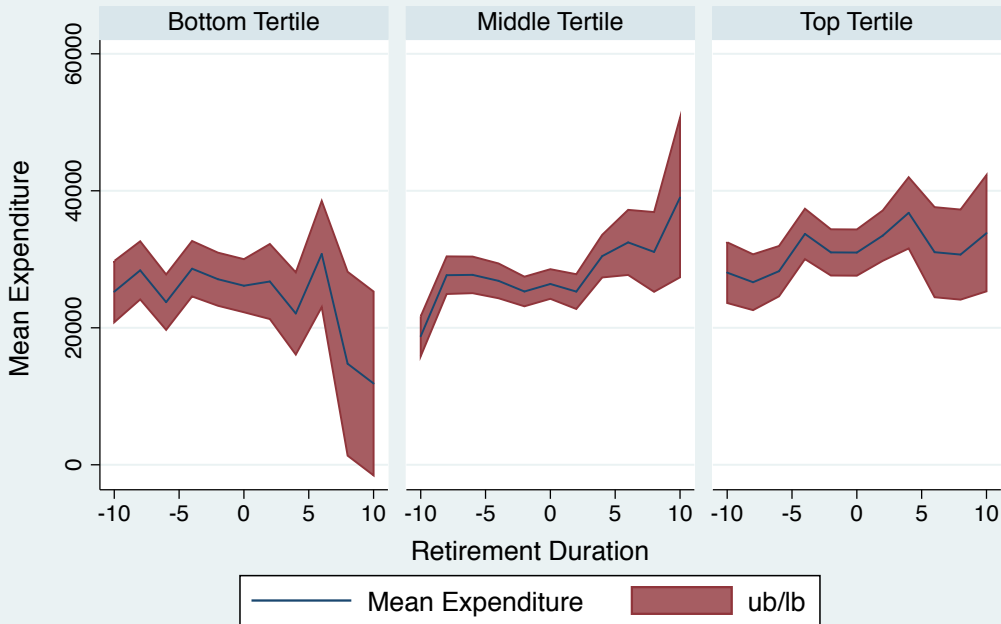 Bottom Tertile Middle Tertile Top Tertile
60000
40000
20000
0
Mean Expenditure
-10 -5 0 5 10 -10 -5 0 5 10 -10 -5 0 5 10
Retirement Duration
Mean Expenditure ub/lb